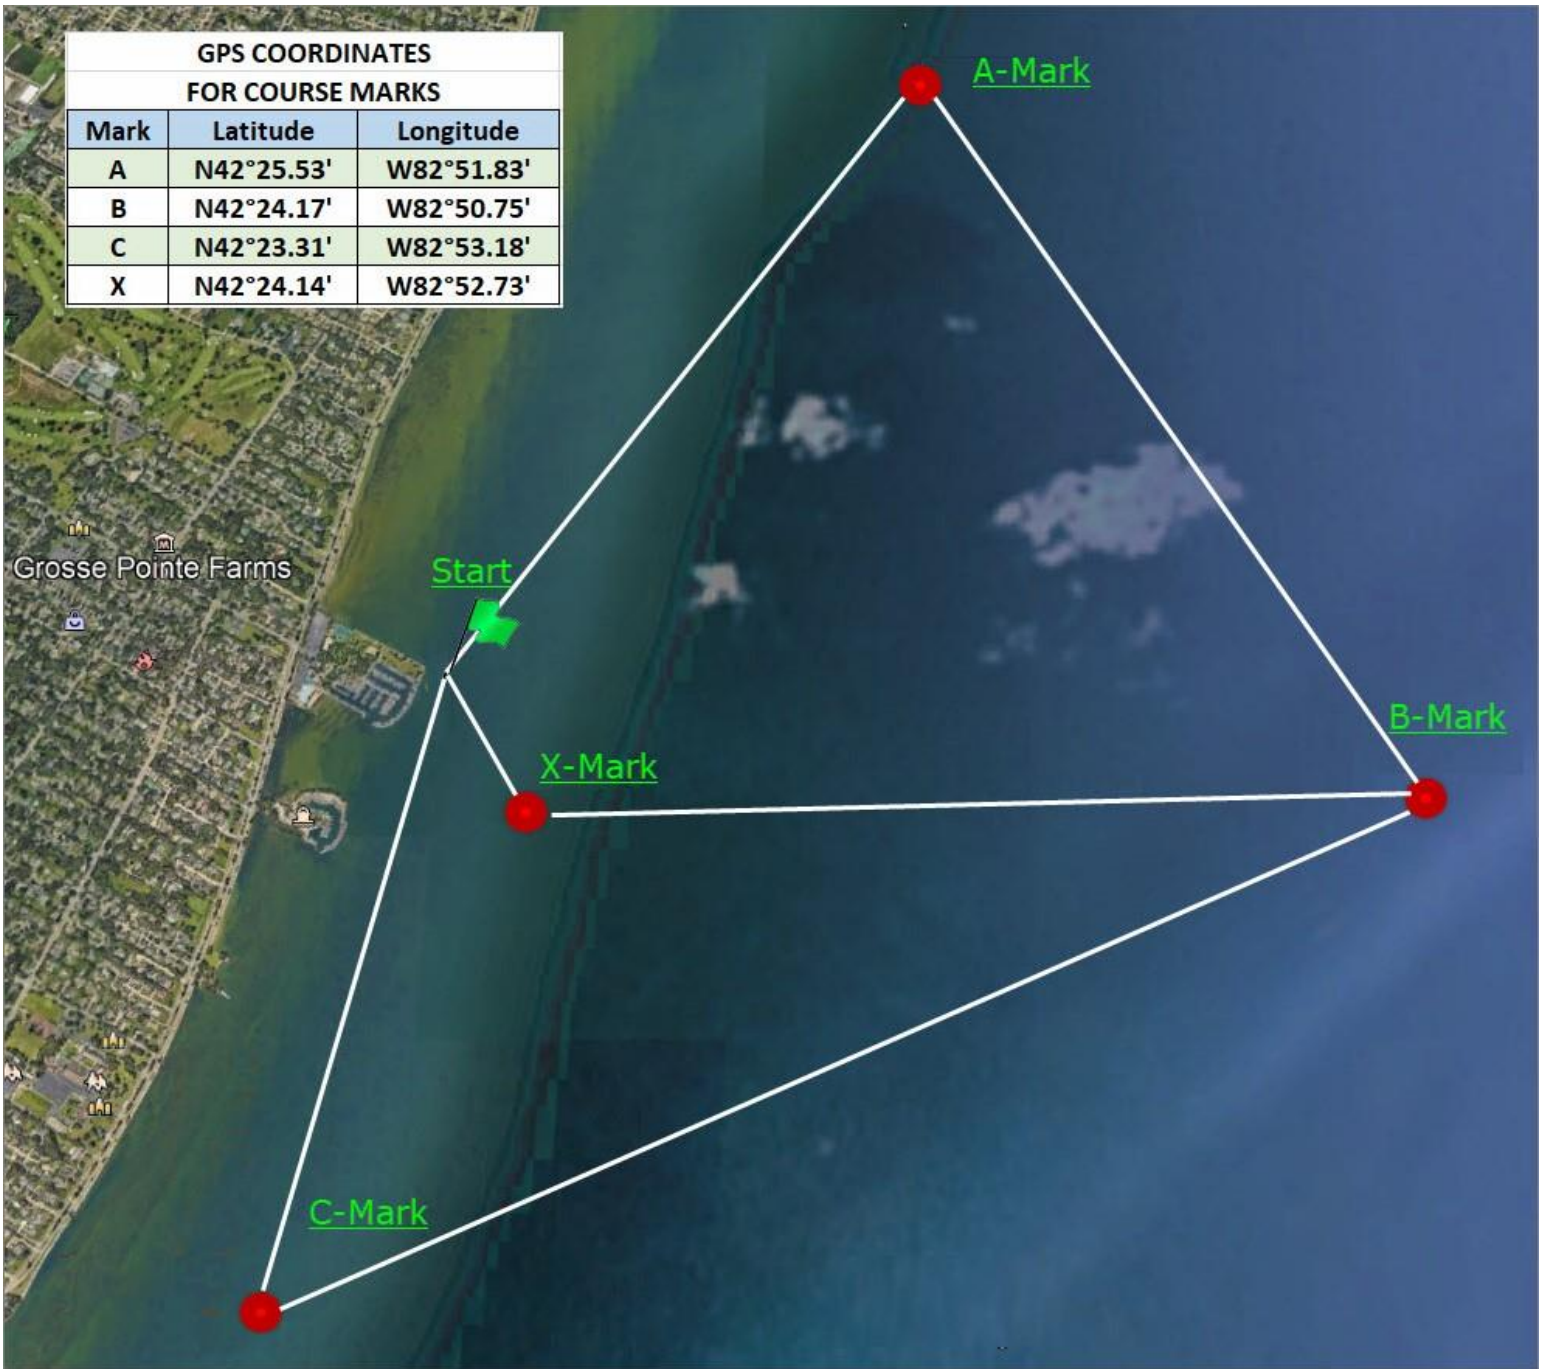 GPS COORDINATES
FOR COURSE MARKS
Mark Latitude Longitude
A N42°25.53' W82°51.83'
B N42°24.17' W82°50.75'
C N42°23.31' W82°53.18'
X N42°24.14' W82°52.73'
A-Mark
Start
Grosse Pointe Farms
B-Mark
X-Mark
C-Mark